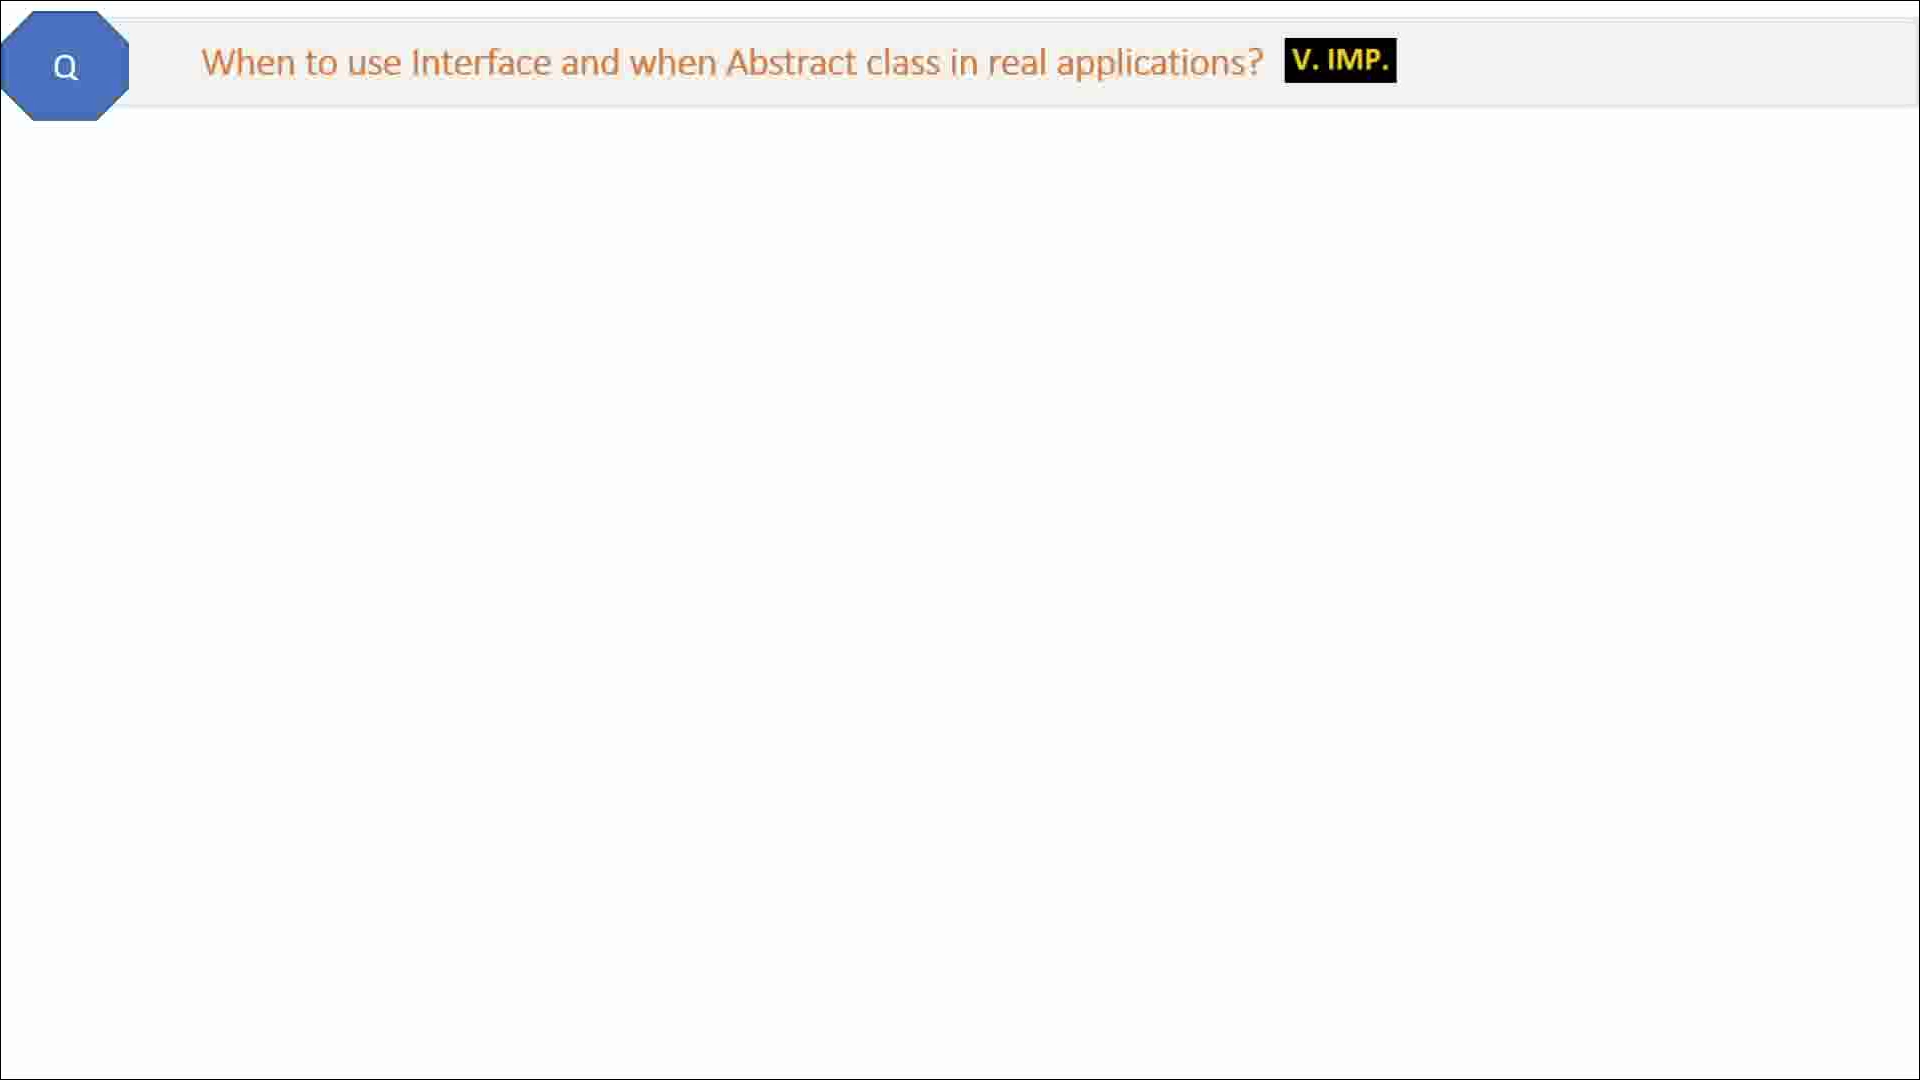 Q
When to use Interface and when Abstract class in real applications? V. IMP.